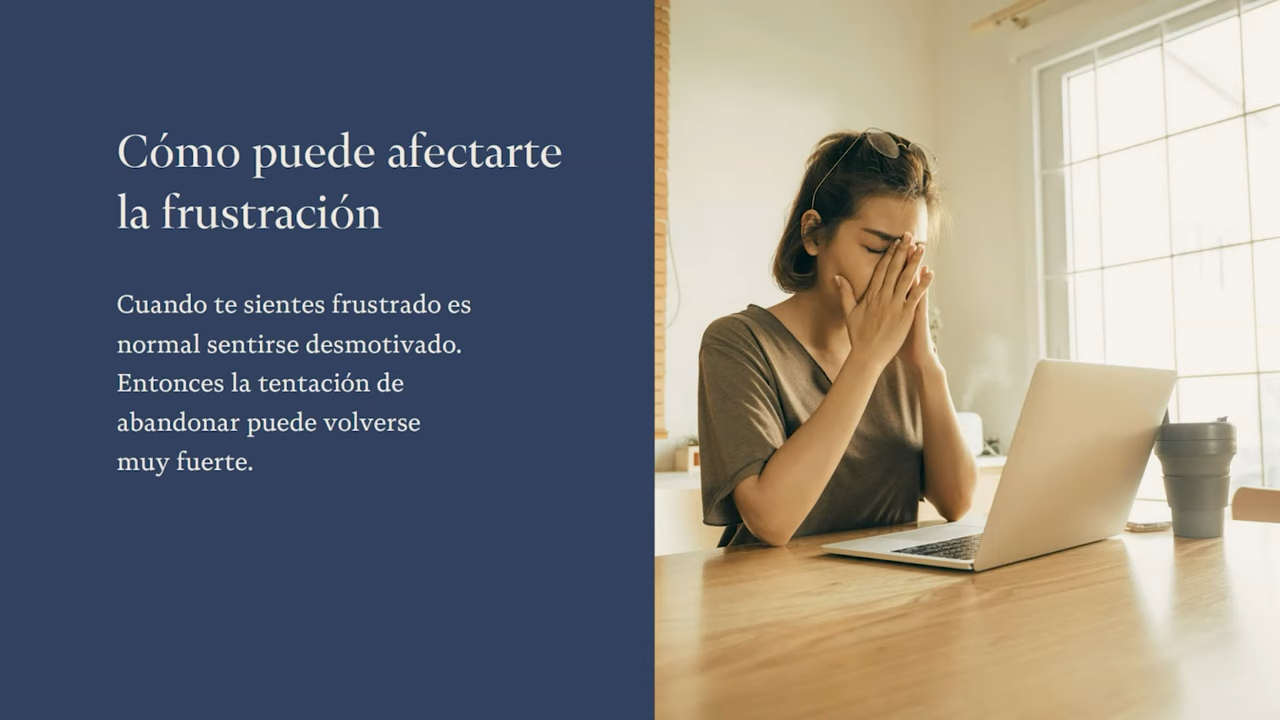 Cómo puede afectarte
la frustración
Cuando te sientes frustrado es
normal sentirse desmotivado.
Entonces la tentación de
abandonar puede volverse
muy fuerte.